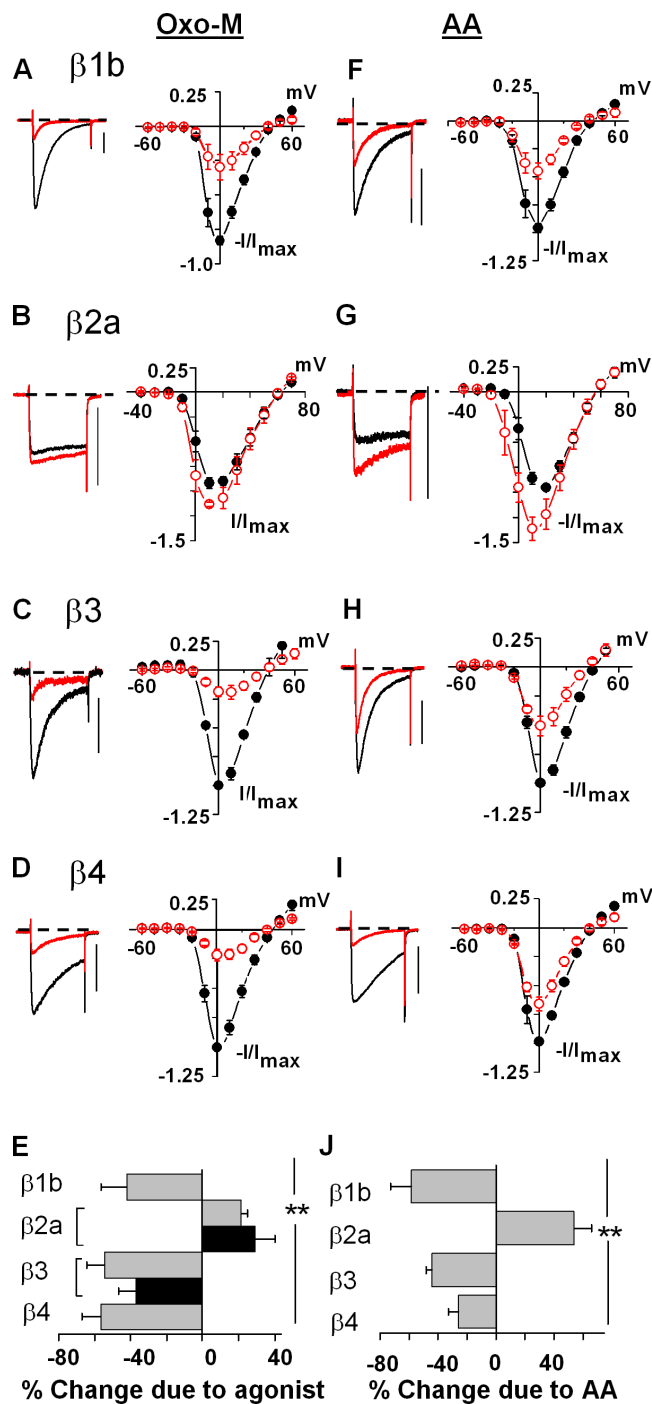 Oxo-M AA
A β1b F
0.25 mV 0.25 mV
-60 60 -60 60
-I/Imax -I/Imax
-1.0 -1.25
B β2a G
0.25 mV 0.25 mV
-40 80 -40 80
I/Imax -I/Imax
-1.5 -1.5
C β3 H
0.25 mV 0.25 mV
-60 60 -60 60
I/Imax -I/Imax
-1.25 -1.25
D β4 I
0.25 mV 0.25 mV
-60 60 -60 60
-I/Imax -I/Imax
-1.25 -1.25
E J
β1b β1b
β2a ** β2a **
β3 β3
β4 β4
-80 -40 0 40 -80 -40 0 40
% Change due to agonist % Change due to AA